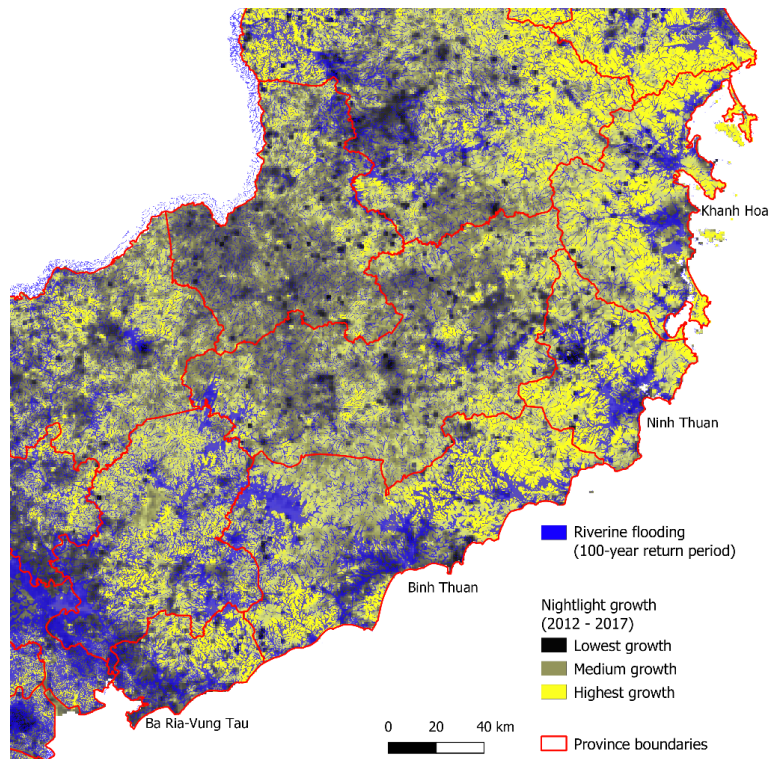 Khanh Hoa
Ninh Thuan
Riverine flooding
(100-year return period)
Binh Thuan
Nightlight growth
(2012 - 2017)
Lowest growth
Medium growth
Highest growth
Ba Ria-Vung Tau
0 20 40 km
Province boundaries